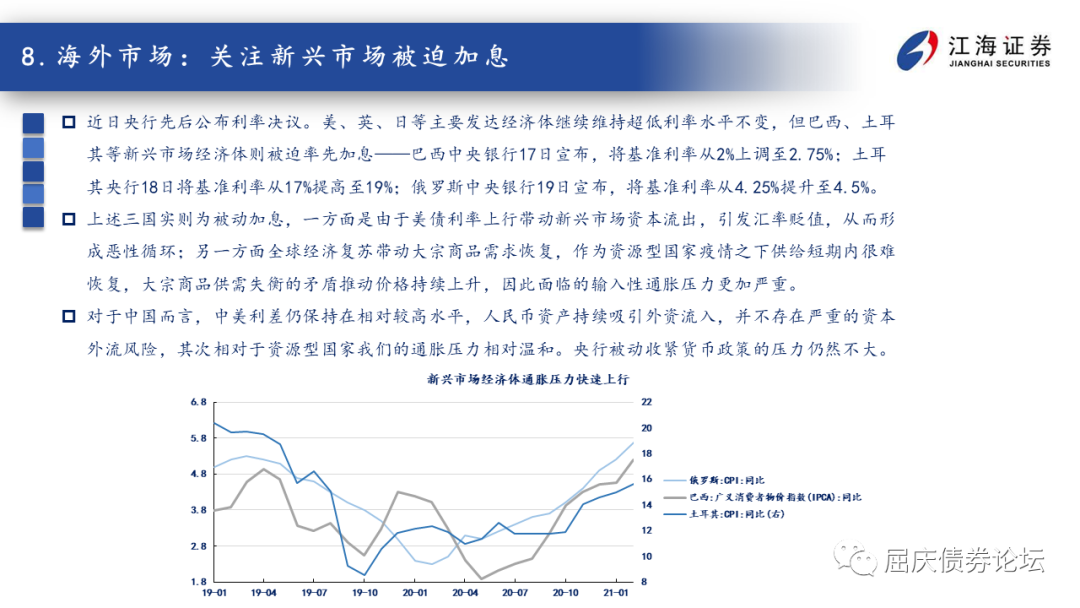 8. 海外市场：关注新兴市场被迫加息
江海证券
JIANGHAI SECURITIES
近日央行先后公布利率决议。美、英、日等主要发达经济体继续维持超低利率水平不变，但巴西、土耳
其等新兴市场经济体则被迫率先加息——巴西中央银行17日宣布，将基准利率从2%上调至2.75%；土耳
其央行18日将基准利率从17%提高至19%；俄罗斯中央银行19日宣布，将基准利率从4.25%提升至4.5%。
上述三国实则为被动加息，一方面是由于美债利率上行带动新兴市场资本流出，引发汇率贬值，从而形
成恶性循环；另一方面全球经济复苏带动大宗商品需求恢复，作为资源型国家疫情之下供给短期内很难
恢复，大宗商品供需失衡的矛盾推动价格持续上升，因此面临的输入性通胀压力更加严重。
对于中国而言，中美利差仍保持在相对较高水平，人民币资产持续吸引外资流入，并不存在严重的资本
外流风险，其次相对于资源型国家我们的通胀压力相对温和。央行被动收紧货币政策的压力仍然不大。
新兴市场经济体通胀压力快速上行
6.8
5.8
4.8
3.8
2.8
1.8
22
20
18
16
14
12
10
8
19-01 19-04 19-07 19-10 20-01 20-04 20-07 20-10 21-01
俄罗斯:CPI:同比
巴西:广义消费者物价指数(IPCA):同比
土耳其:CPI:同比(右)
屈庆债券论坛